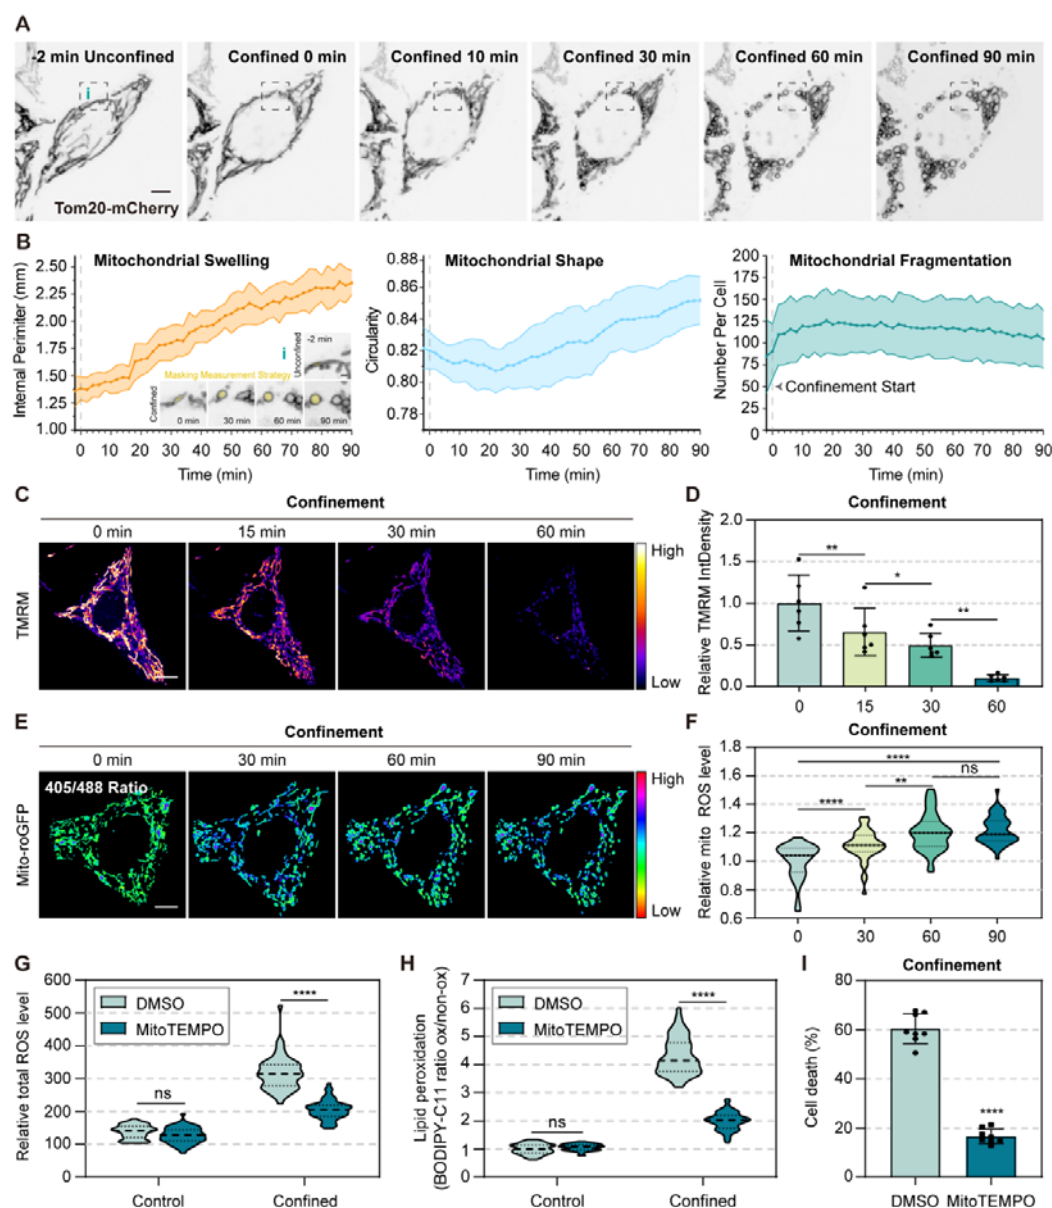 A
-2 min Unconfined
Confined 0 min
Confined 10 min
Confined 30 min
Confined 60 min
Confined 90 min
i
Tom20-mCherry
B
Mitochondrial Swelling
Internal Perimiter (mm)
2.50
2.25
2.00
1.75
1.50
1.25
1.00
i
Unconfined
-2 min
Masking Measurement Strategy
Confined
0 min
30 min
60 min
90 min
0 10 20 30 40 50 60 70 80 90
Time (min)
Mitochondrial Shape
Circularity
0.88
0.86
0.84
0.82
0.80
0.78
0 10 20 30 40 50 60 70 80 90
Time (min)
Mitochondrial Fragmentation
Number Per Cell
200
175
150
125
100
75
50
25
0
Confinement Start
0 10 20 30 40 50 60 70 80 90
Time (min)
C
Confinement
0 min
15 min
30 min
60 min
TMRM
High
Low
D
Confinement
Relative TMRM IntDensity
2.0
1.5
1.0
0.5
0.0
**
*
**
0 15 30 60
E
Confinement
0 min
30 min
60 min
90 min
405/488 Ratio
Mito-roGFP
High
Low
F
Confinement
Relative mito ROS level
1.8
1.6
1.4
1.2
1.0
0.8
0.6
****
ns
**
****
0 30 60 90
G
Relative total ROS level
600
500
400
300
200
100
0
DMSO
MitoTEMPO
****
ns
Control
Confined
H
Lipid peroxidation
(BODIPY-C11 ratio ox/non-ox)
7
6
5
4
3
2
1
0
DMSO
MitoTEMPO
****
ns
Control
Confined
I
Confinement
Cell death (%)
80
60
40
20
0
****
DMSO
MitoTEMPO